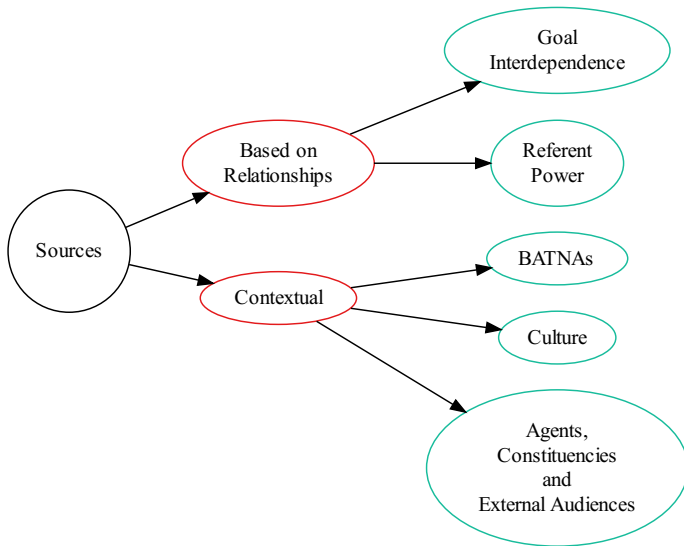 Sources
Based on
Relationships
Goal
Interdependence
Referent
Power
Contextual
BATNAs
Culture
Agents,
Constituencies
and
External Audiences